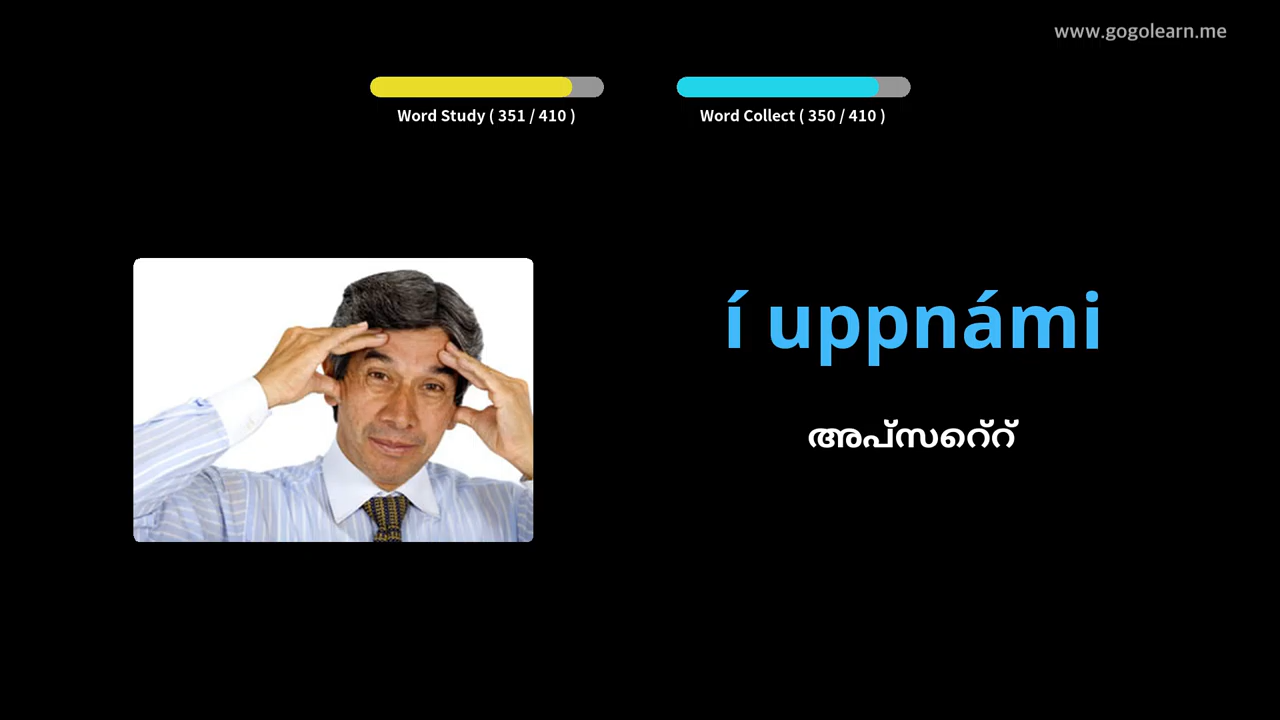 www.gogolearn.me
Word Study ( 351 / 410 )
Word Collect ( 350 / 410 )
í uppnámi
അപ്സറ്റെ്